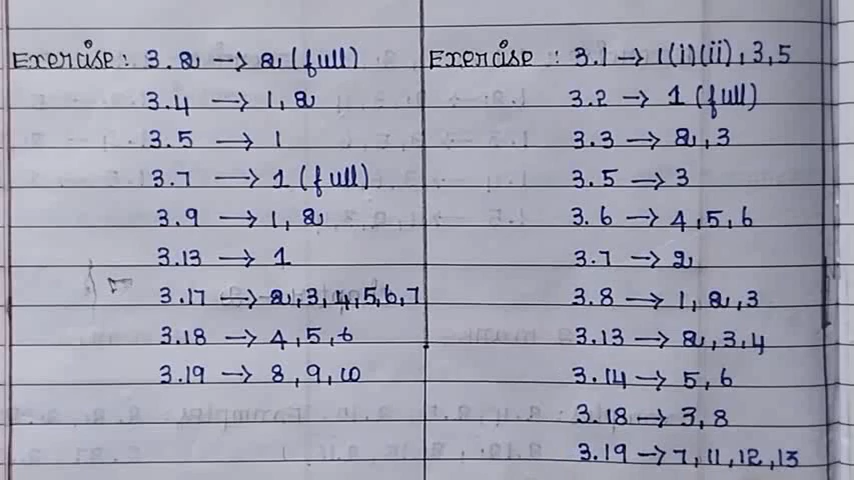 Exercise: 3.2 → 2 (full)
3.4 → 1, 2
3.5 → 1
3.7 → 1 (full)
3.9 → 1, 2
3.13 → 1
3.17 → 2, 3, 4, 5, 6, 7
3.18 → 4, 5, 6
3.19 → 8, 9, 10
Exercise : 3.1 → 1(i)(ii), 3, 5
3.2 → 1 (full)
3.3 → 2, 3
3.5 → 3
3.6 → 4, 5, 6
3.7 → 2
3.8 → 1, 2, 3
3.13 → 2, 3, 4
3.14 → 5, 6
3.18 → 3, 8
3.19 → 7, 11, 12, 13